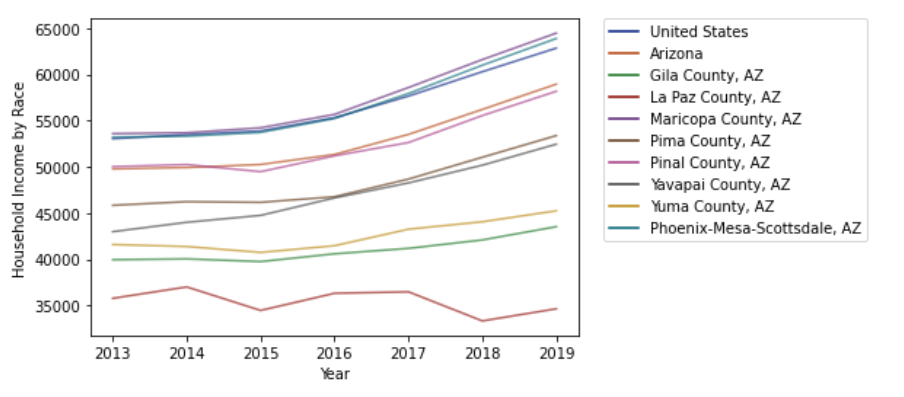 65000
60000
55000
50000
45000
40000
35000
Household Income by Race
2013 2014 2015 2016 2017 2018 2019
Year
United States
Arizona
Gila County, AZ
La Paz County, AZ
Maricopa County, AZ
Pima County, AZ
Pinal County, AZ
Yavapai County, AZ
Yuma County, AZ
Phoenix-Mesa-Scottsdale, AZ